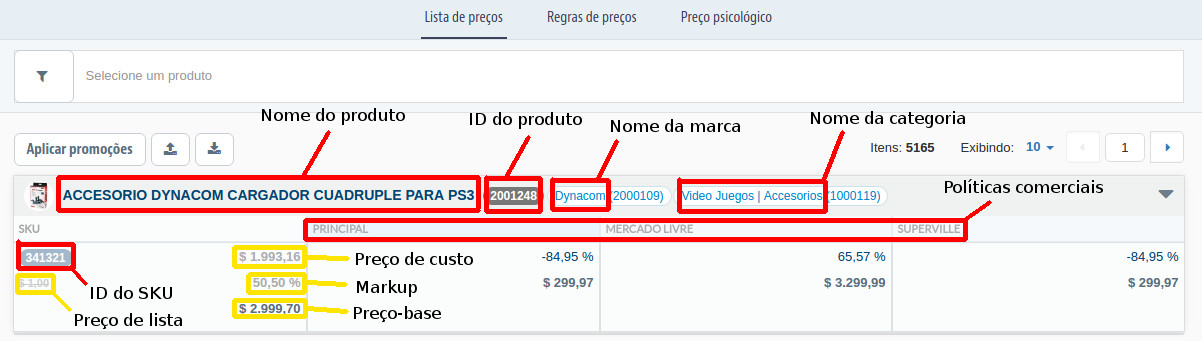 Lista de preços Regras de preços Preço psicológico
Selecione um produto
Nome do produto ID do produto Nome da marca Nome da categoria
Aplicar promoções Itens: 5165 Exibindo: 10 1
Políticas comerciais
ACCESORIO DYNACOM CARGADOR CUADRUPLE PARA PS3 2001248 Dynacom (2000109) Video Juegos | Accesorios (1000119)
SKU PRINCIPAL MERCADO LIVRE SUPERVILLE
341321 $ 1.993,16 Preço de custo -84,95 % 65,57 % -84,95 %
$ 1,00 50,50 % Markup $ 299,97 $ 3.299,99 $ 299,97
ID do SKU
$ 2.999,70 Preço-base
Preço de lista